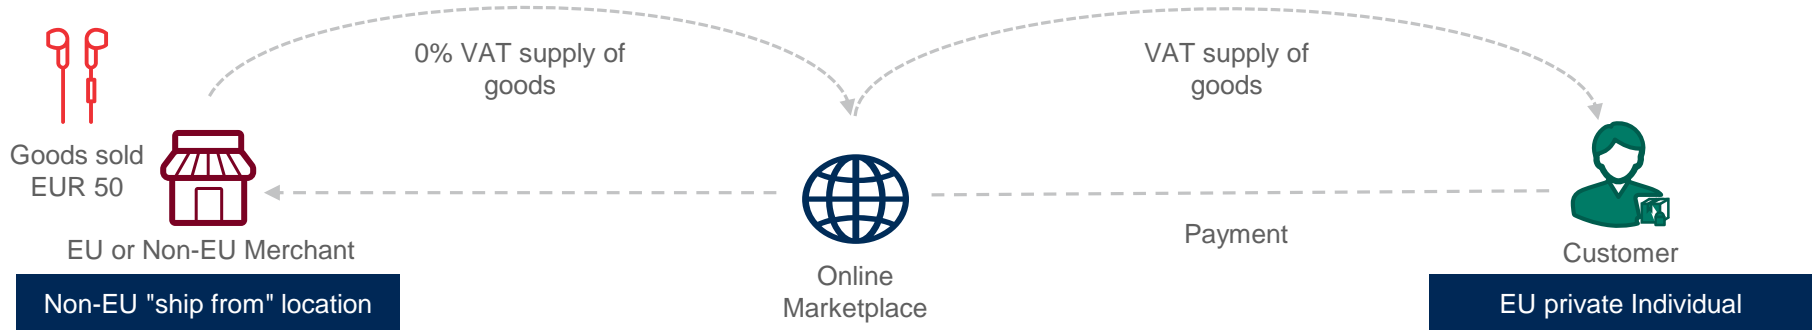 0% VAT supply of
goods
VAT supply of
goods
Goods sold
EUR 50
EU or Non-EU Merchant
Non-EU "ship from" location
Online
Marketplace
Payment
Customer
EU private Individual